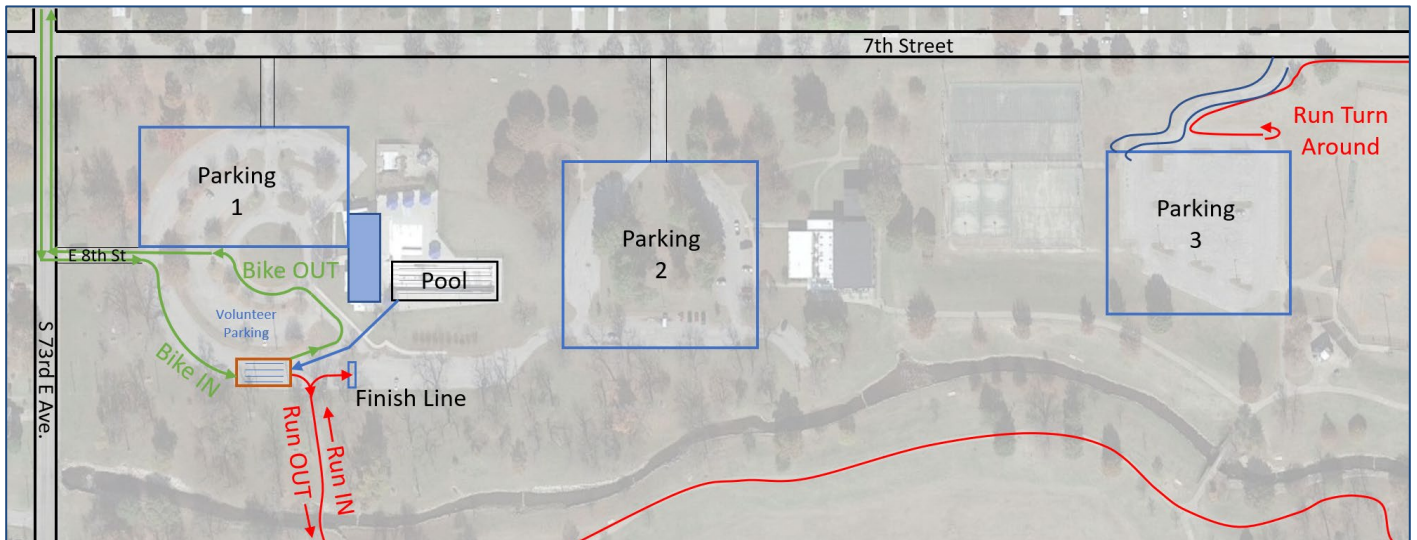 7th Street
Run Turn
Around
Parking
1
Parking
2
Parking
3
E 8th St
Bike OUT
Pool
Volunteer
Parking
Bike IN
Finish Line
S 73rd E Ave.
Run OUT
Run IN